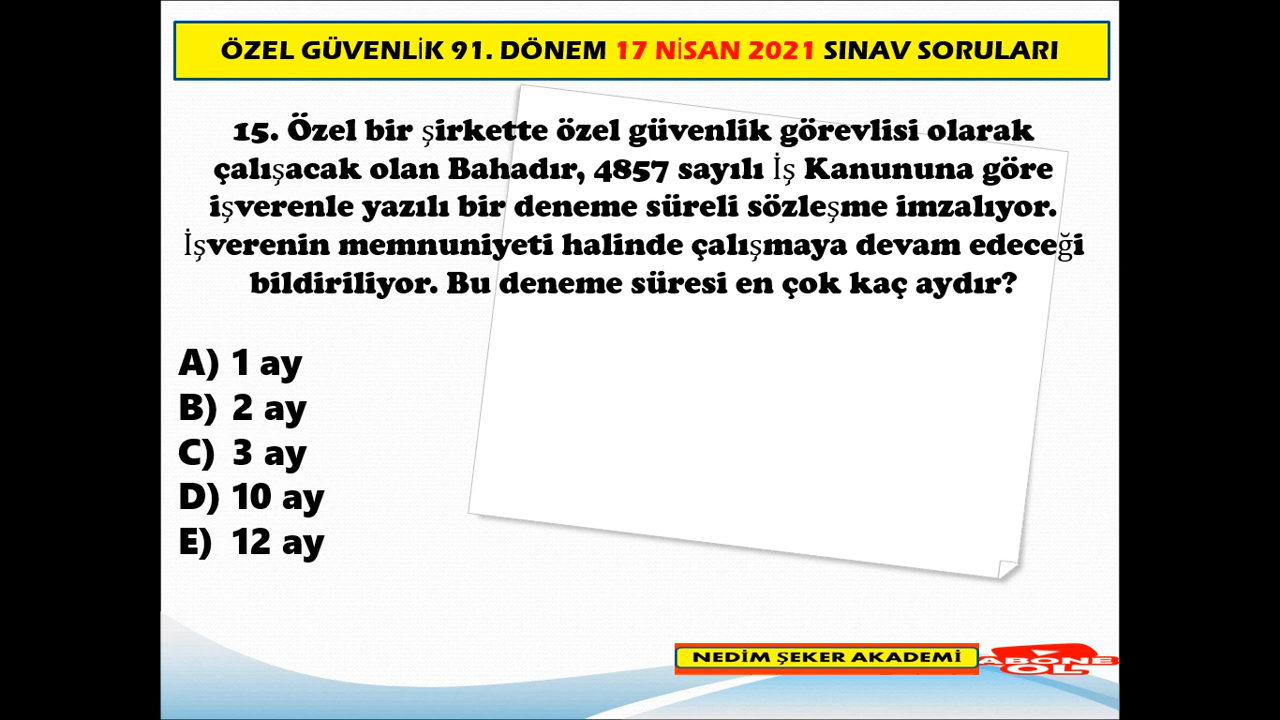 ÖZEL GÜVENLİK 91. DÖNEM 17 NİSAN 2021 SINAV SORULARI
15. Özel bir şirkette özel güvenlik görevlisi olarak
çalışacak olan Bahadır, 4857 sayılı İş Kanununa göre
işverenle yazılı bir deneme süreli sözleşme imzalıyor.
İşverenin memnuniyeti halinde çalışmaya devam edeceği
bildiriliyor. Bu deneme süresi en çok kaç aydır?
A) 1 ay
B) 2 ay
C) 3 ay
D) 10 ay
E) 12 ay
NEDİM ŞEKER AKADEMİ
ABONE
OL